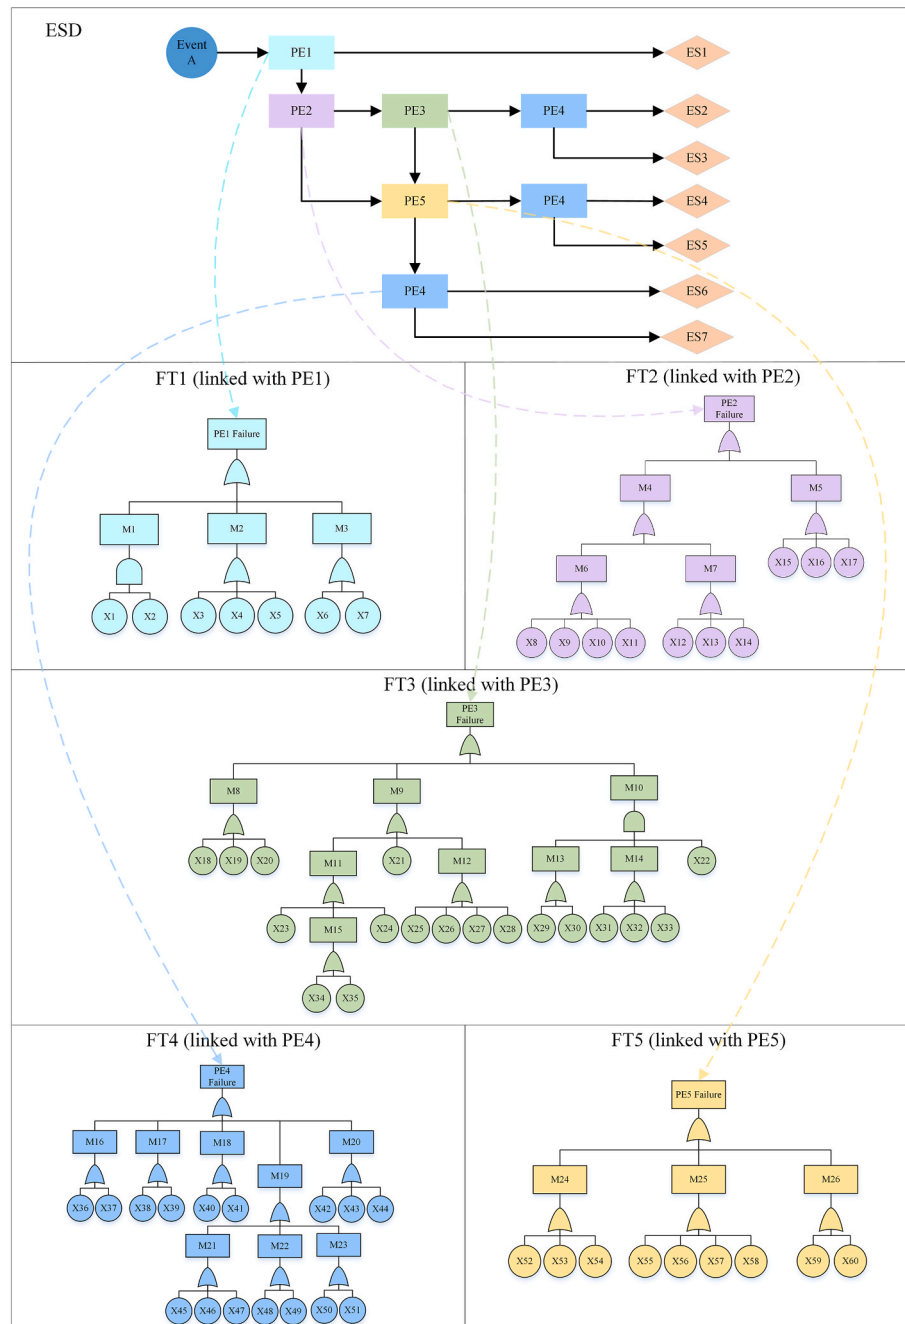 ESD
Event
A
PE1
ES1
PE2
PE3
PE4
ES2
ES3
PE5
PE4
ES4
ES5
PE4
ES6
ES7
FT1 (linked with PE1)
PE1 Failure
M1
M2
M3
X1
X2
X3
X4
X5
X6
X7
FT2 (linked with PE2)
PE2
Failure
M4
M5
X15
X16
X17
M6
M7
X8
X9
X10
X11
X12
X13
X14
FT3 (linked with PE3)
PE3
Failure
M8
M9
M10
X18
X19
X20
M11
X21
M12
M13
M14
X22
X23
M15
X24
X25
X26
X27
X28
X29
X30
X31
X32
X33
X34
X35
FT4 (linked with PE4)
PE4
Failure
M16
M17
M18
M19
M20
X36
X37
X38
X39
X40
X41
X42
X43
X44
M21
M22
M23
X45
X46
X47
X48
X49
X50
X51
FT5 (linked with PE5)
PE5 Failure
M24
M25
M26
X52
X53
X54
X55
X56
X57
X58
X59
X60